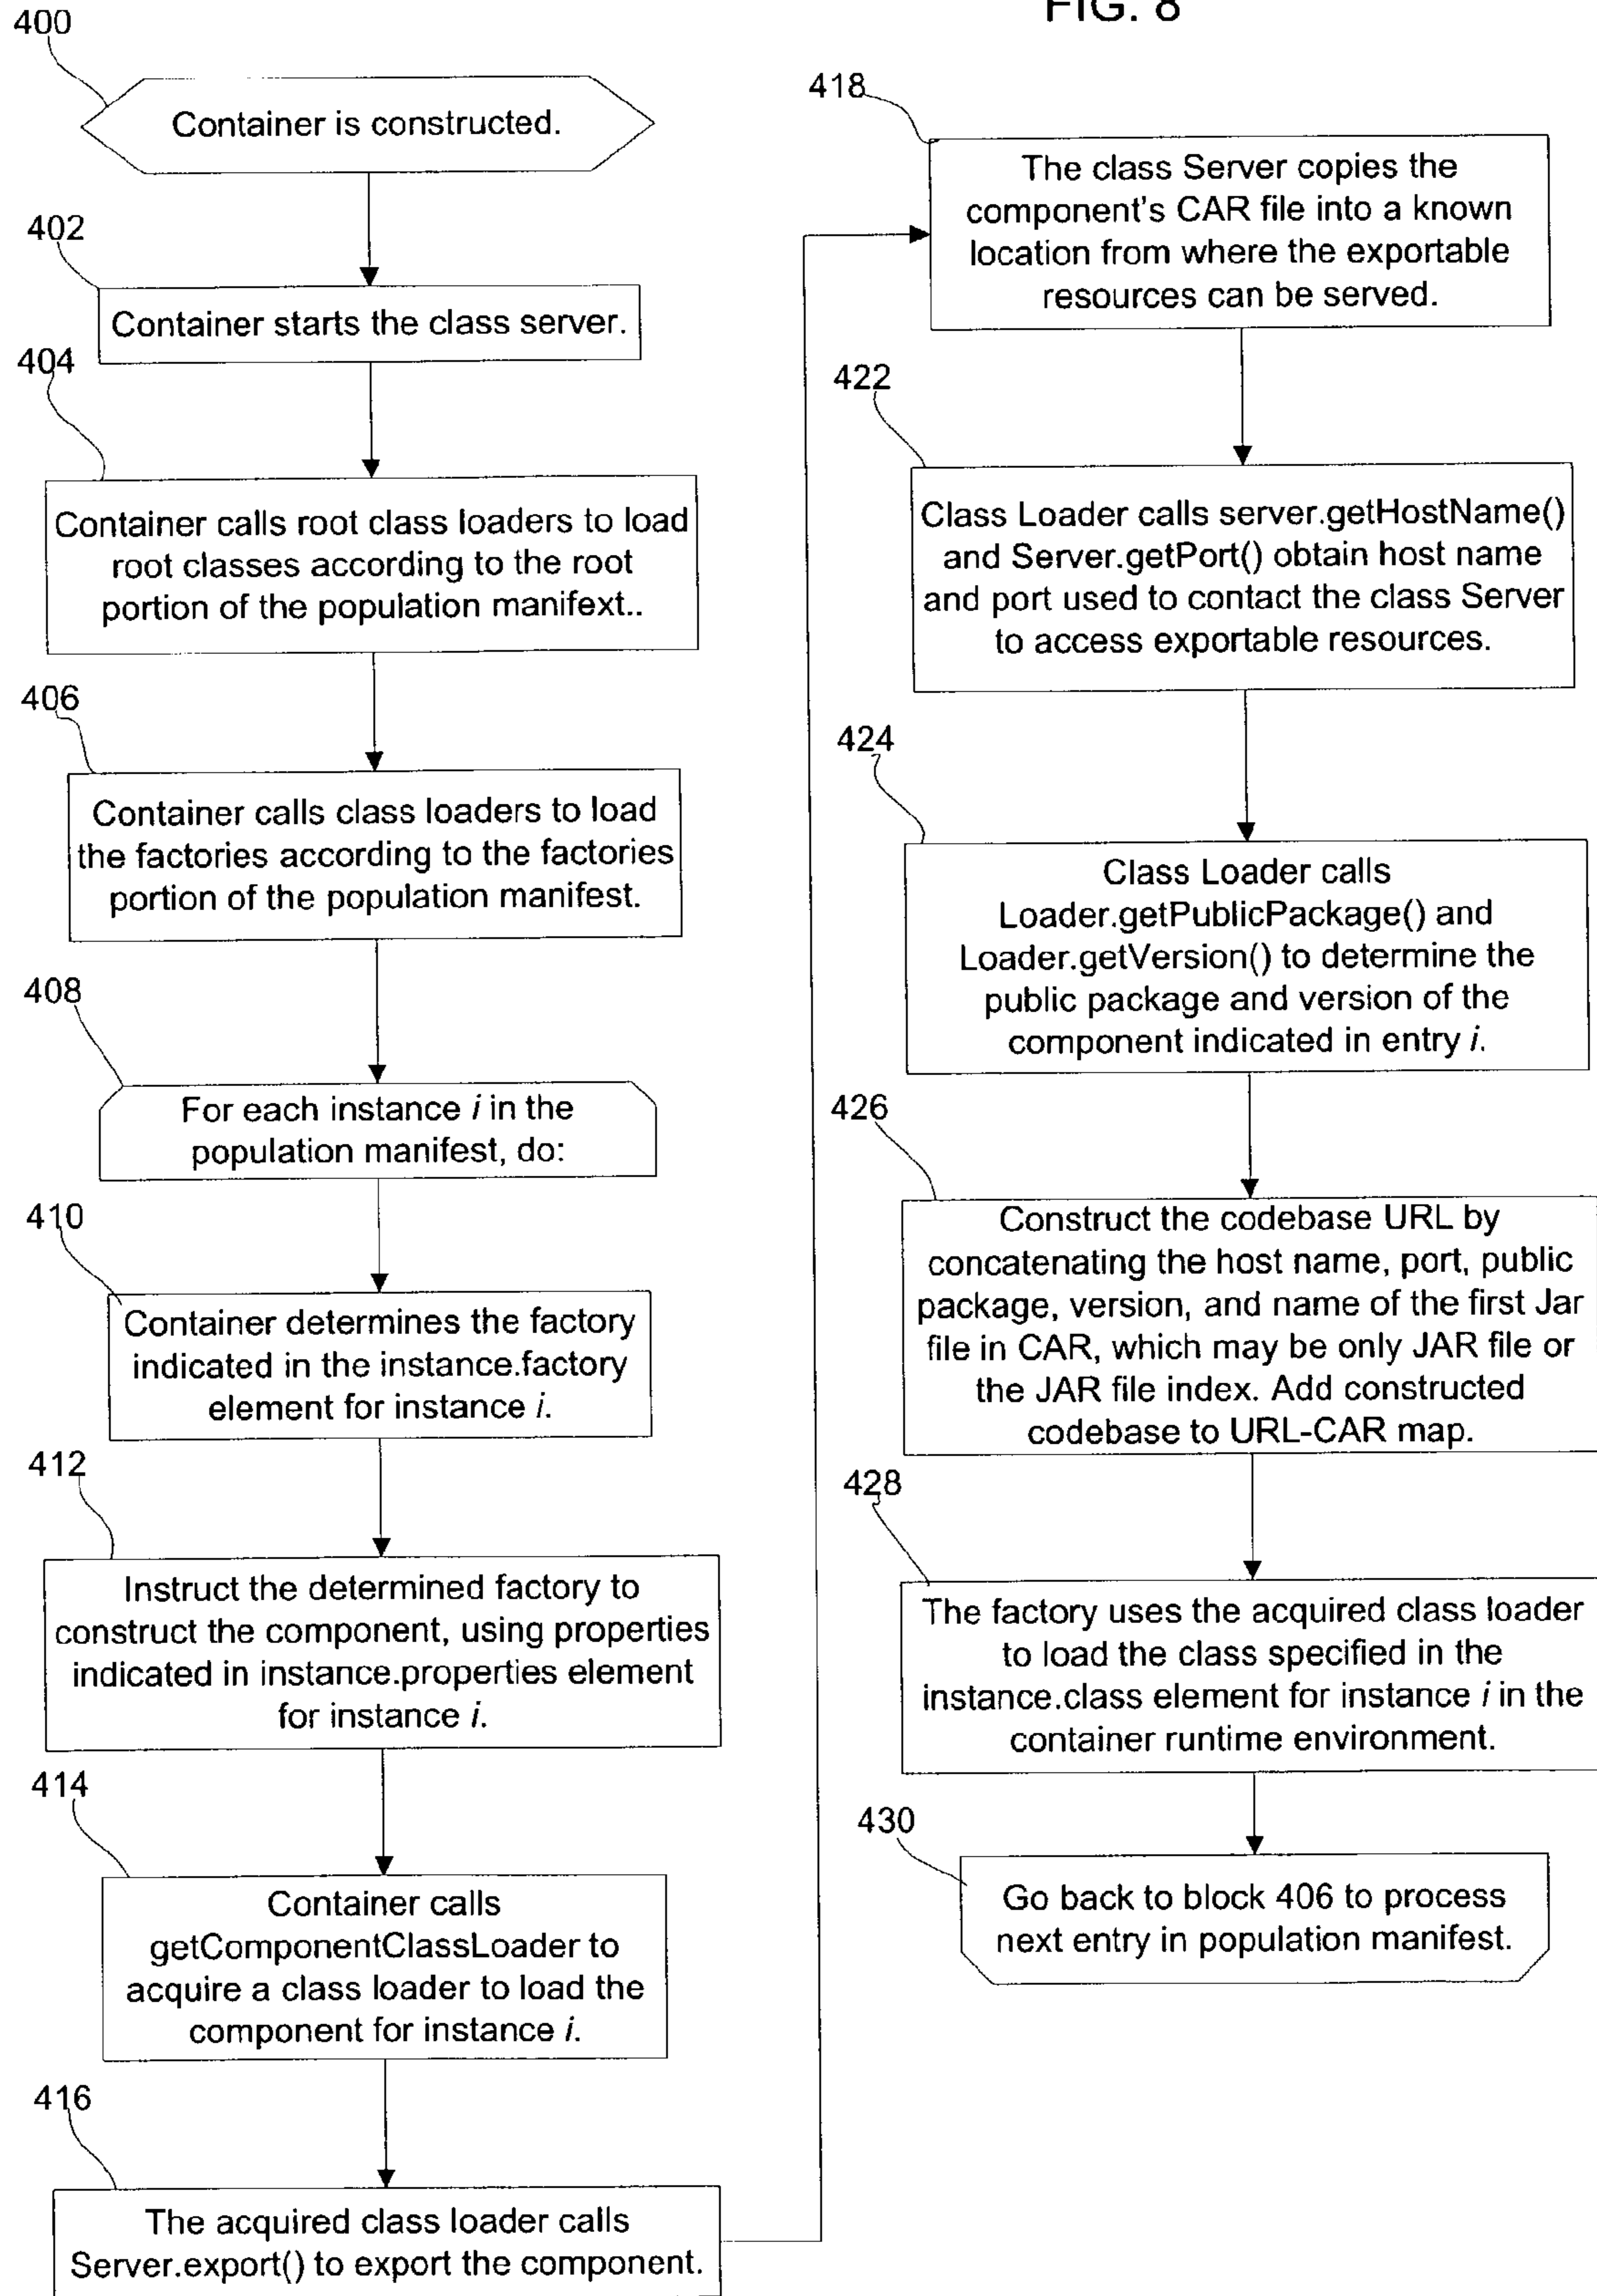 FIG. 8
400
Container is constructed.
402
Container starts the class server.
404
Container calls root class loaders to load
root classes according to the root
portion of the population manifext..
406
Container calls class loaders to load
the factories according to the factories
portion of the population manifest.
408
For each instance i in the
population manifest, do:
410
Container determines the factory
indicated in the instance.factory
element for instance i.
412
Instruct the determined factory to
construct the component, using properties
indicated in instance.properties element
for instance i.
414
Container calls
getComponentClassLoader to
acquire a class loader to load the
component for instance i.
416
The acquired class loader calls
Server.export() to export the component.
418
The class Server copies the
component's CAR file into a known
location from where the exportable
resources can be served.
422
Class Loader calls server.getHostName()
and Server.getPort() obtain host name
and port used to contact the class Server
to access exportable resources.
424
Class Loader calls
Loader.getPublicPackage() and
Loader.getVersion() to determine the
public package and version of the
component indicated in entry i.
426
Construct the codebase URL by
concatenating the host name, port, public
package, version, and name of the first Jar
file in CAR, which may be only JAR file or
the JAR file index. Add constructed
codebase to URL-CAR map.
428
The factory uses the acquired class loader
to load the class specified in the
instance.class element for instance i in the
container runtime environment.
430
Go back to block 406 to process
next entry in population manifest.